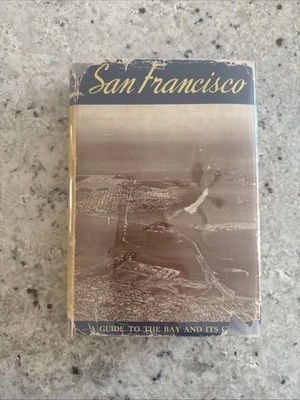 San Francisco
A GUIDE TO THE BAY AND ITS C